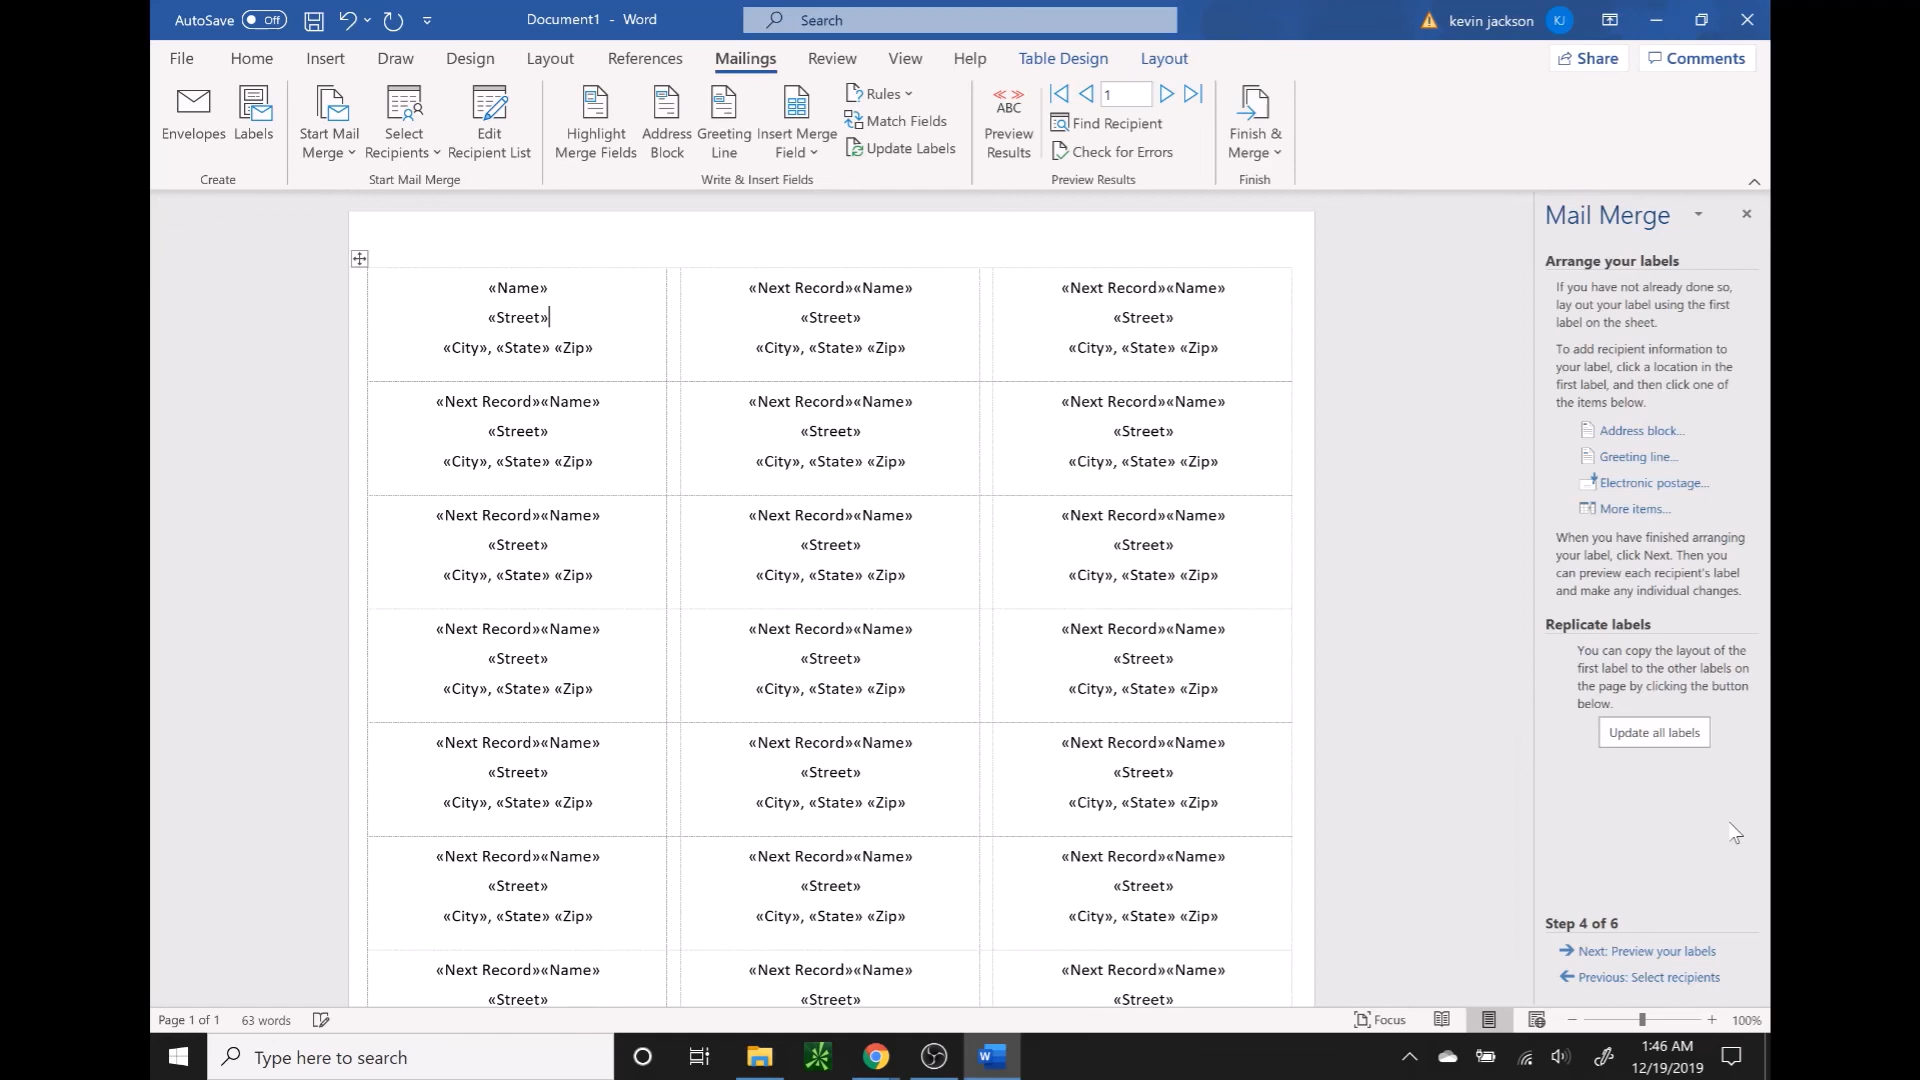 AutoSave Off Document1 - Word Search kevin jackson KJ
File Home Insert Draw Design Layout References Mailings Review View Help Table Design Layout Share Comments
Envelopes Labels Start Mail Merge Select Recipients Edit Recipient List Highlight Merge Fields Address Block Greeting Line Insert Merge Field Rules Match Fields Update Labels ABC Preview Results 1 Find Recipient Check for Errors Finish & Merge
Create Start Mail Merge Write & Insert Fields Preview Results Finish
«Name» «Next Record»«Name» «Next Record»«Name»
«Street» «Street» «Street»
«City», «State» «Zip» «City», «State» «Zip» «City», «State» «Zip»
«Next Record»«Name» «Next Record»«Name» «Next Record»«Name»
«Street» «Street» «Street»
«City», «State» «Zip» «City», «State» «Zip» «City», «State» «Zip»
«Next Record»«Name» «Next Record»«Name» «Next Record»«Name»
«Street» «Street» «Street»
«City», «State» «Zip» «City», «State» «Zip» «City», «State» «Zip»
«Next Record»«Name» «Next Record»«Name» «Next Record»«Name»
«Street» «Street» «Street»
«City», «State» «Zip» «City», «State» «Zip» «City», «State» «Zip»
«Next Record»«Name» «Next Record»«Name» «Next Record»«Name»
«Street» «Street» «Street»
«City», «State» «Zip» «City», «State» «Zip» «City», «State» «Zip»
«Next Record»«Name» «Next Record»«Name» «Next Record»«Name»
«Street» «Street» «Street»
«City», «State» «Zip» «City», «State» «Zip» «City», «State» «Zip»
«Next Record»«Name» «Next Record»«Name» «Next Record»«Name»
«Street» «Street» «Street»
Mail Merge
Arrange your labels
If you have not already done so,
lay out your label using the first
label on the sheet.
To add recipient information to
your label, click a location in the
first label, and then click one of
the items below.
Address block...
Greeting line...
Electronic postage...
More items...
When you have finished arranging
your label, click Next. Then you
can preview each recipient's label
and make any individual changes.
Replicate labels
You can copy the layout of the
first label to the other labels on
the page by clicking the button
below.
Update all labels
Step 4 of 6
Next: Preview your labels
Previous: Select recipients
Page 1 of 1 63 words Focus 100%
Type here to search W 1:46 AM
12/19/2019